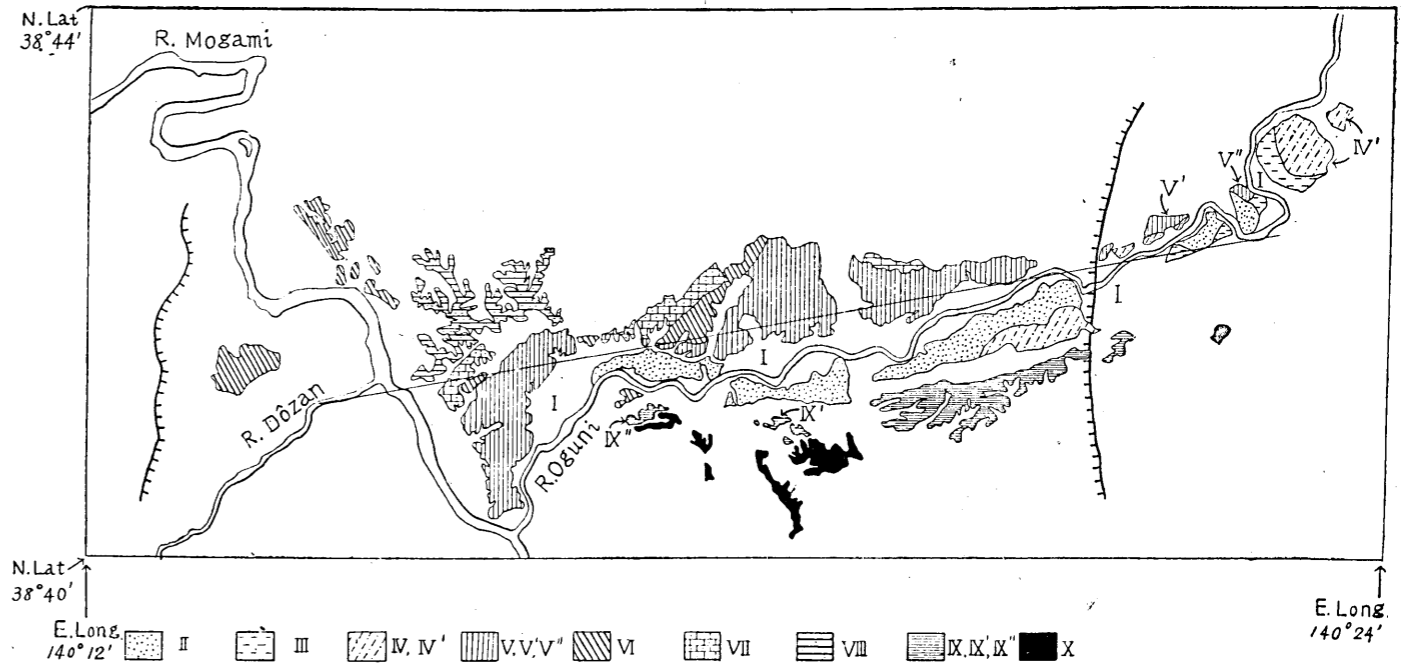 N. Lat
38°44'
R. Mogami
IV'
V"
I
V'
I
I
I
R. Dôzan
R. Oguni
IX'
IX"
N. Lat
38°40'
E. Long.
140°12'
E. Long.
140°24'
II
III
IV, IV'
V, V', V"
VI
VII
VIII
IX, IX', IX"
X